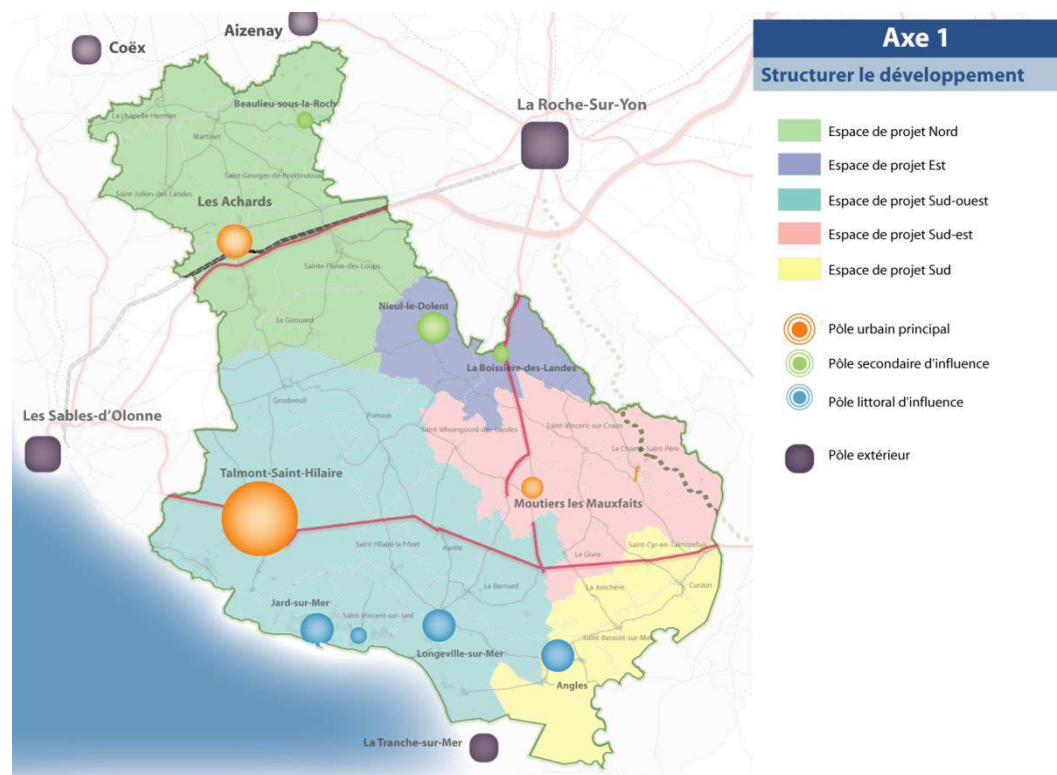 Axe 1
Structurer le développement
Espace de projet Nord
Espace de projet Est
Espace de projet Sud-ouest
Espace de projet Sud-est
Espace de projet Sud
Pôle urbain principal
Pôle secondaire d'influence
Pôle littoral d'influence
Pôle extérieur
Aizenay
Coëx
Beaulieu-sous-la-Roch
La chapelle-Hermier
La Roche-Sur-Yon
Martinet
Saint-Georges-de-Pointindoux
Saint-Julien-des-Landes
Les Achards
Sainte-Flaive-des-Loups
Nieul-le-Dolent
Le Girouard
La Boissière-des-Landes
Grosbreuil
Poiroux
Les Sables-d'Olonne
Saint-VAvangourd-des-Landes
Saint-Vincent-sur-Craon
Le Champ-Saint-Père
Talmont-Saint-Hilaire
Moutiers les Mauxfaits
Saint Hilaire la Fôret
Avrillé
Saint-Cyr-en-Talmondais
Le Givre
Le Bernard
La Jonchère
Curzon
Jard-sur-Mer
Saint-Vincent-sur-Jard
Saint-Benoist-sur-Mer
Longeville-sur-Mer
Angles
La Tranche-sur-Mer